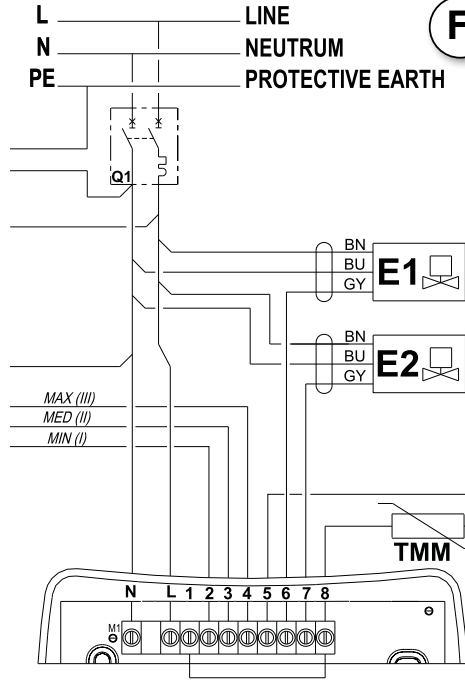 L LINE
F
N NEUTRUM
PE PROTECTIVE EARTH
Q1
BN
BU
GY
E1
BN
BU
GY
E2
MAX (III)
MED (II)
MIN (I)
TMM
N L 1 2 3 4 5 6 7 8
M1